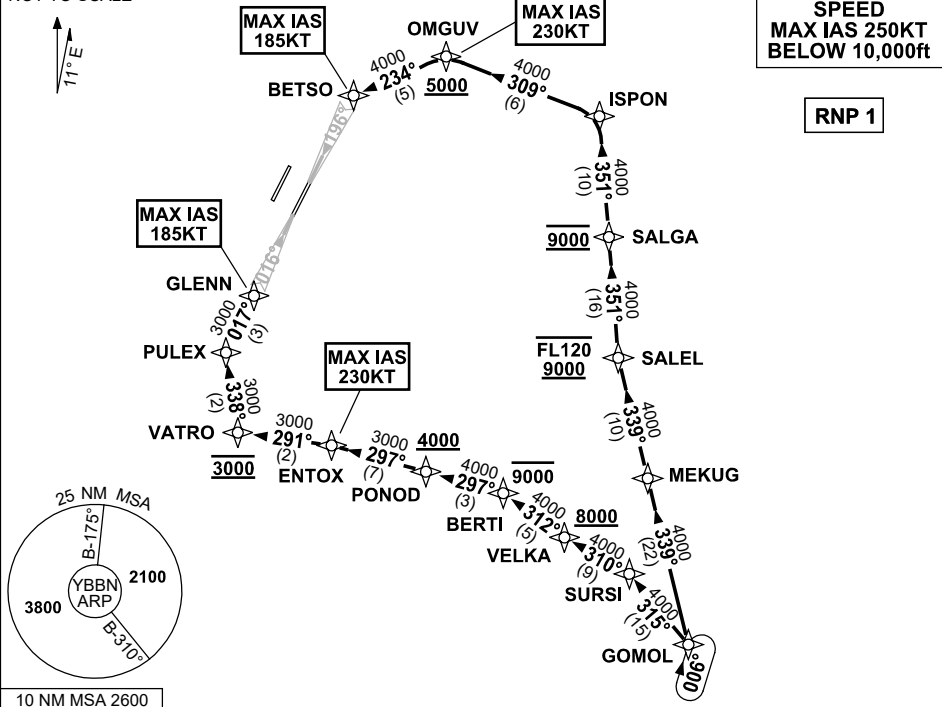 11° E
MAX IAS
185KT
OMGUV
MAX IAS
230KT
SPEED
MAX IAS 250KT
BELOW 10,000ft
RNP 1
BETSO
4000
234°
(5)
5000
4000
309°
(6)
ISPON
196°
4000
351°
(10)
MAX IAS
185KT
9000
SALGA
016°
GLENN
4000
351°
(16)
3000
017°
(3)
PULEX
MAX IAS
230KT
FL120
9000
SALEL
3000
338°
(2)
4000
339°
(10)
VATRO
3000
3000
291°
(2)
ENTOX
3000
297°
(7)
4000
PONOD
4000
297°
(3)
9000
BERTI
MEKUG
4000
312°
(5)
8000
VELKA
4000
310°
(9)
SURSI
4000
339°
(22)
4000
315°
(15)
GOMOL
006°
25 NM MSA
B-175°
2100
YBBN
ARP
3800
B-310°
10 NM MSA 2600